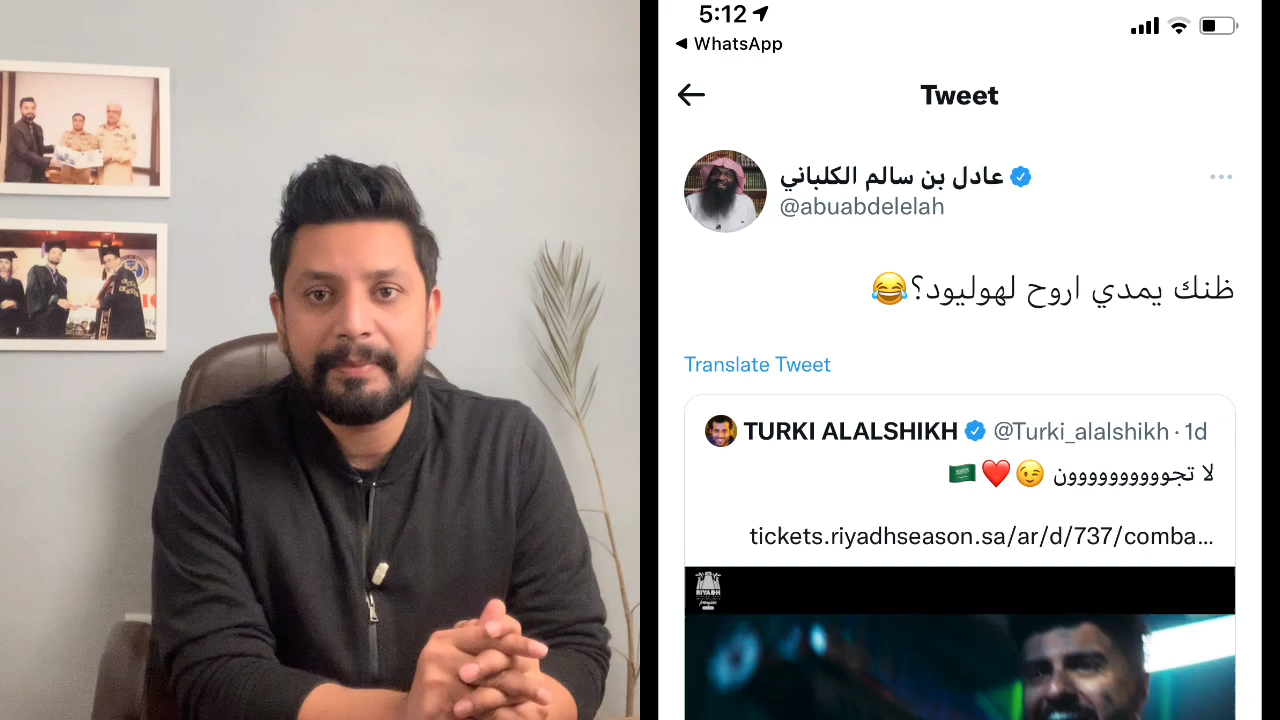 5:12
WhatsApp
Tweet
عادل بن سالم الكلباني
@abuabdelelah
ظنك يمدي اروح لهوليود؟😂
Translate Tweet
TURKI ALALSHIKH @Turki_alalshikh · 1d
لا تجوووووووووون 😉❤️🇸🇦
tickets.riyadhseason.sa/ar/d/737/comba...
RIYADH